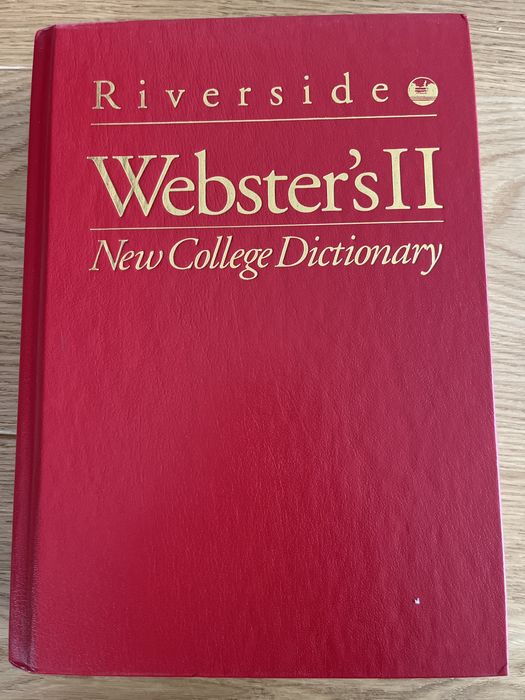 Riverside
Webster's II
New College Dictionary